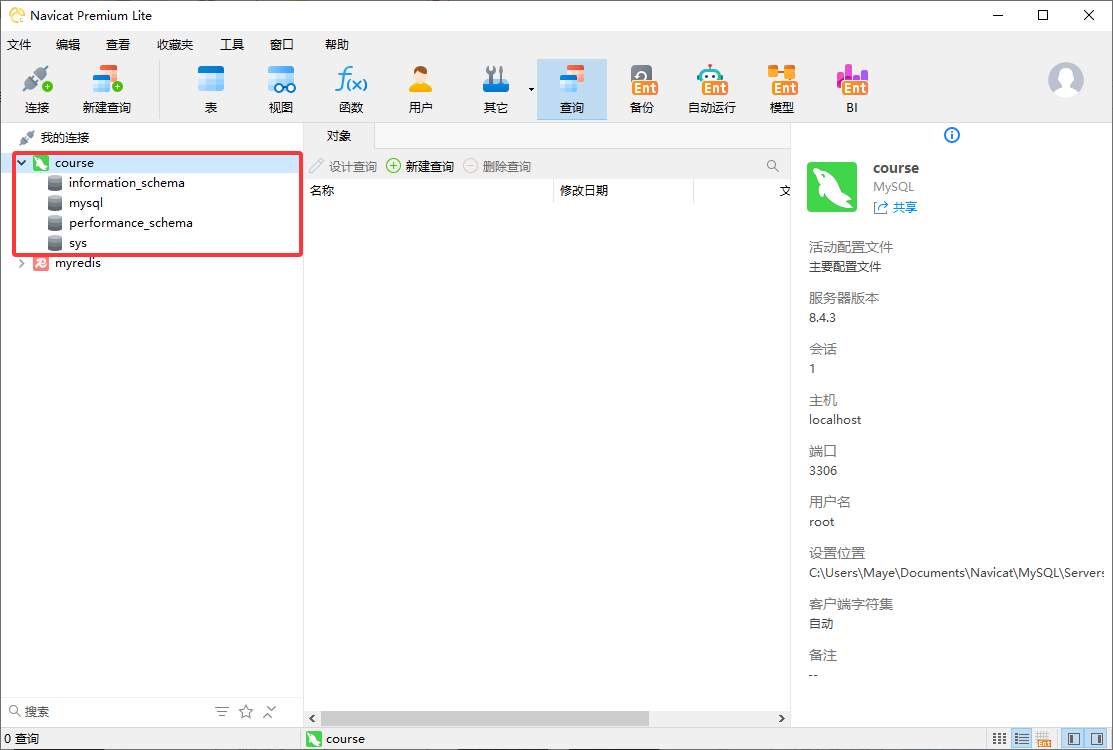 Navicat Premium Lite
文件 编辑 查看 收藏夹 工具 窗口 帮助
连接 新建查询 表 视图 函数 用户 其它 查询 备份 自动运行 模型 BI
f(x) Ent Ent Ent Ent
我的连接
course
information_schema
mysql
performance_schema
sys
myredis
对象
设计查询 新建查询 删除查询
名称 修改日期 文
course
MySQL
共享
活动配置文件
主要配置文件
服务器版本
8.4.3
会话
1
主机
localhost
端口
3306
用户名
root
设置位置
C:\Users\Maye\Documents\Navicat\MySQL\Servers
客户端字符集
自动
备注
--
搜索
0 查询 course Ent